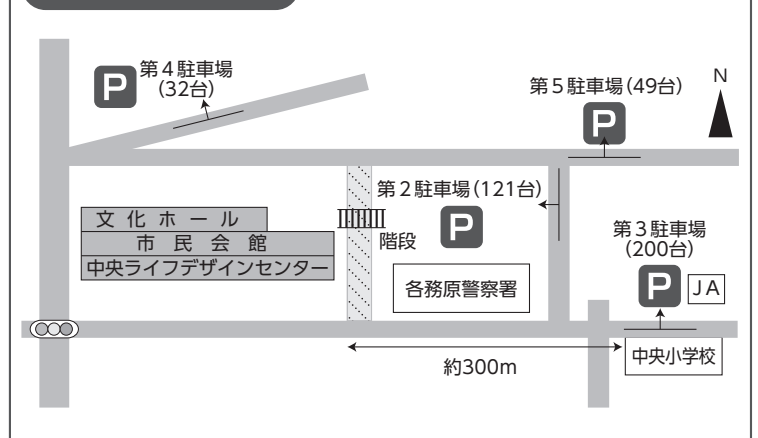 第4駐車場
(32台)
P
第5駐車場(49台)
P
N
第2駐車場(121台)
P
階段
文化ホール
市民会館
中央ライフデザインセンター
各務原警察署
第3駐車場
(200台)
P
JA
中央小学校
約300m